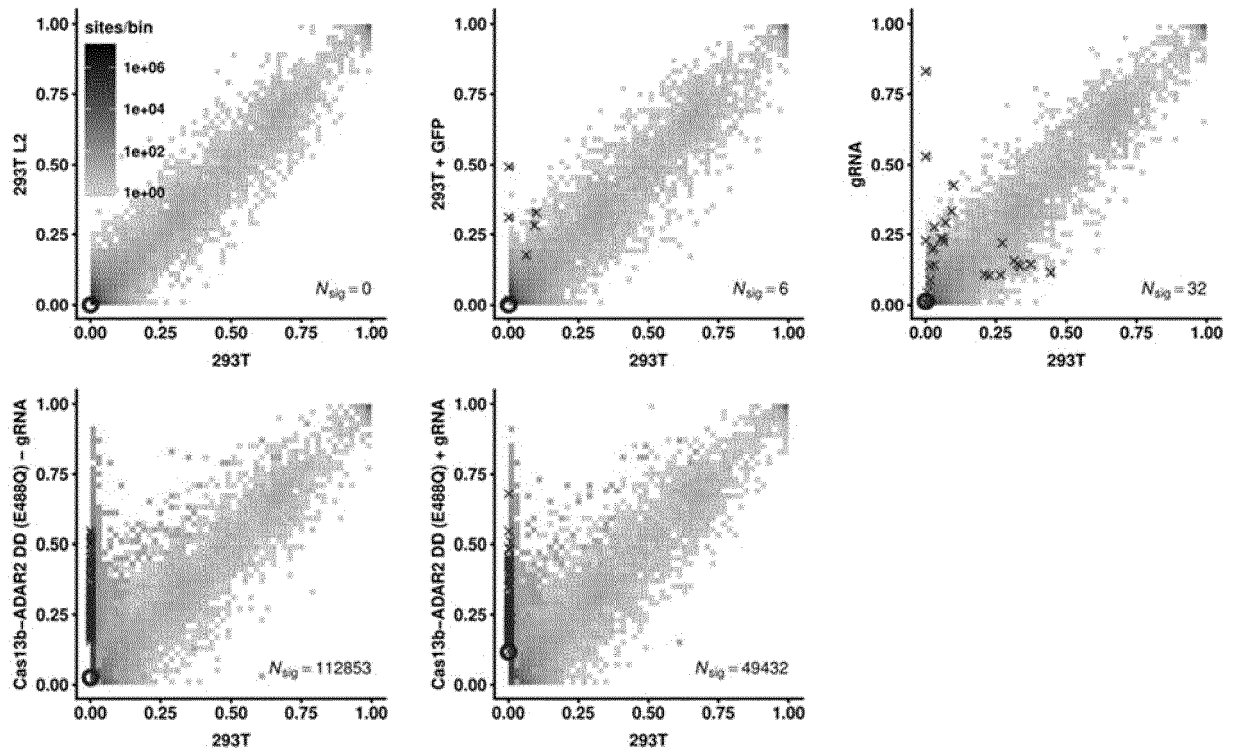 sites/bin
1e+06
1e+04
1e+02
1e+00
293T L2
1.00
0.75
0.50
0.25
0.00
N_sig = 0
0.00 0.25 0.50 0.75 1.00
293T
293T + GFP
1.00
0.75
0.50
0.25
0.00
N_sig = 6
0.00 0.25 0.50 0.75 1.00
293T
gRNA
1.00
0.75
0.50
0.25
0.00
N_sig = 32
0.00 0.25 0.50 0.75 1.00
293T
Cas13b-ADAR2 DD (E488Q) − gRNA
1.00
0.75
0.50
0.25
0.00
N_sig = 112853
0.00 0.25 0.50 0.75 1.00
293T
Cas13b-ADAR2 DD (E488Q) + gRNA
1.00
0.75
0.50
0.25
0.00
N_sig = 49432
0.00 0.25 0.50 0.75 1.00
293T